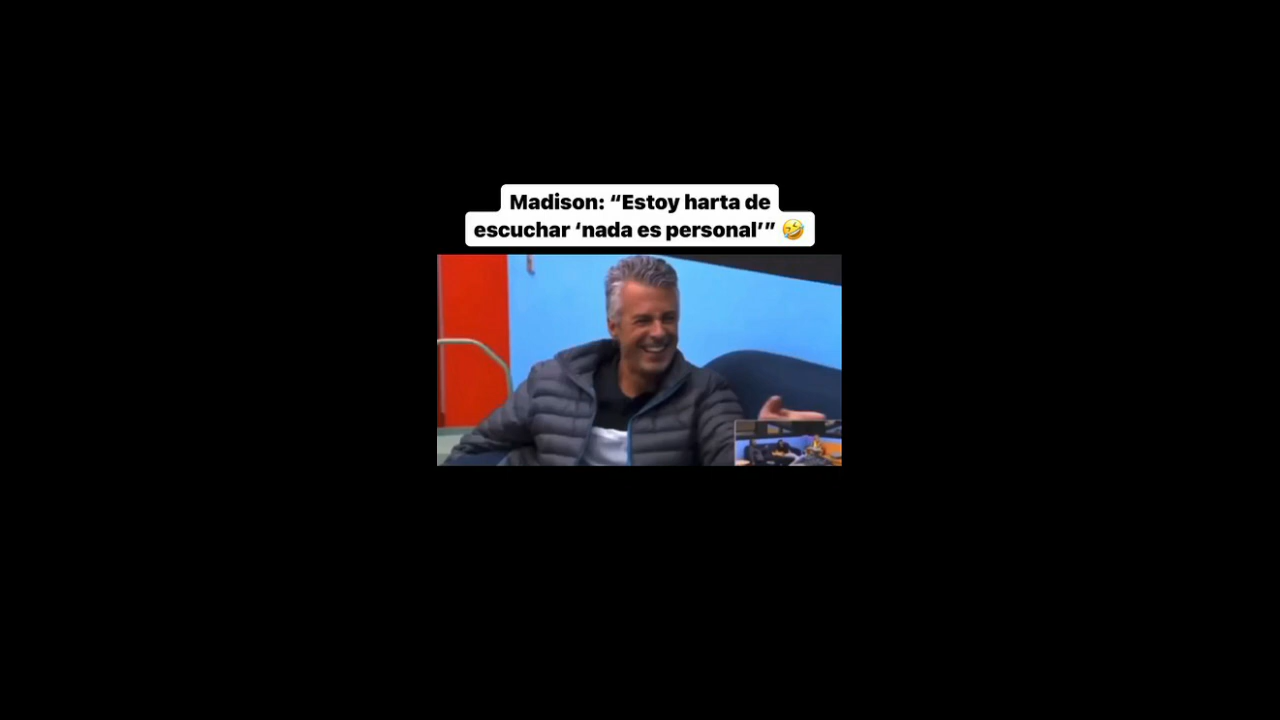 Madison: “Estoy harta de
escuchar ‘nada es personal’” 🤣